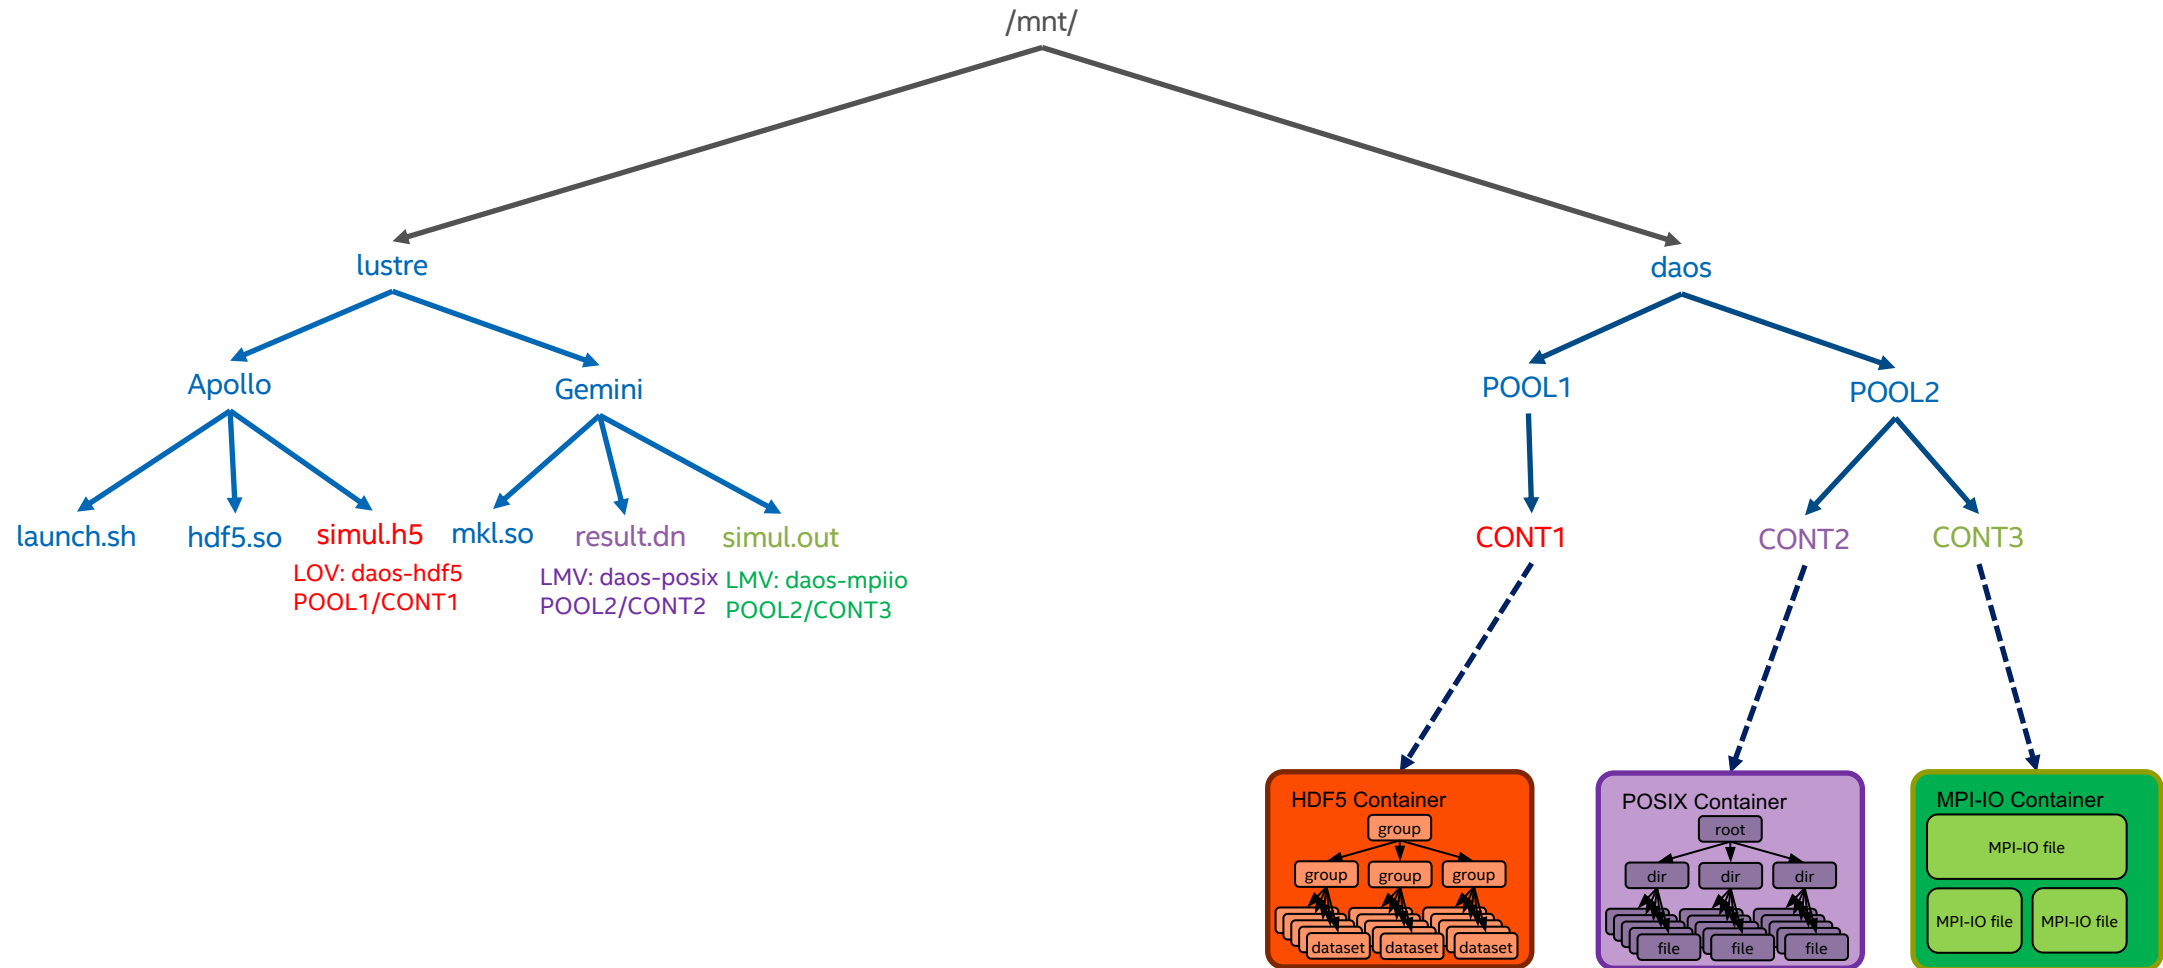 /mnt/
lustre
daos
Apollo
Gemini
POOL1
POOL2
launch.sh
hdf5.so
simul.h5
LOV: daos-hdf5
POOL1/CONT1
mkl.so
result.dn
LMV: daos-posix
POOL2/CONT2
simul.out
LMV: daos-mpiio
POOL2/CONT3
CONT1
CONT2
CONT3
HDF5 Container
group
group
group
group
dataset
dataset
dataset
POSIX Container
root
dir
dir
dir
file
file
file
MPI-IO Container
MPI-IO file
MPI-IO file
MPI-IO file